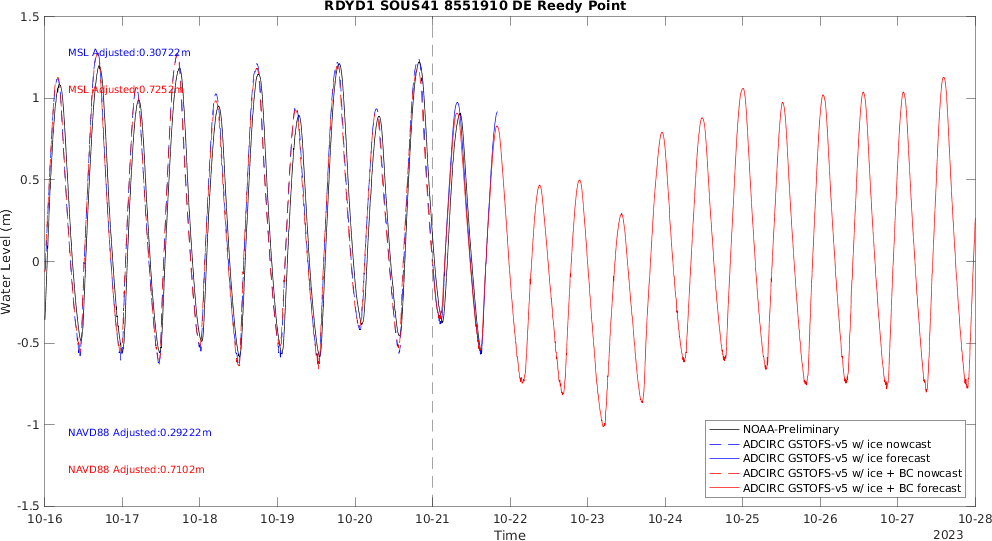 RDYD1 SOUS41 8551910 DE Reedy Point
1.5
1
0.5
0
-0.5
-1
-1.5
Water Level (m)
MSL Adjusted:0.30722m
MSL Adjusted:0.7252m
NAVD88 Adjusted:0.29222m
NAVD88 Adjusted:0.7102m
NOAA-Preliminary
ADCIRC GSTOFS-v5 w/ ice nowcast
ADCIRC GSTOFS-v5 w/ ice forecast
ADCIRC GSTOFS-v5 w/ ice + BC nowcast
ADCIRC GSTOFS-v5 w/ ice + BC forecast
10-16 10-17 10-18 10-19 10-20 10-21 10-22 10-23 10-24 10-25 10-26 10-27 10-28
Time
2023